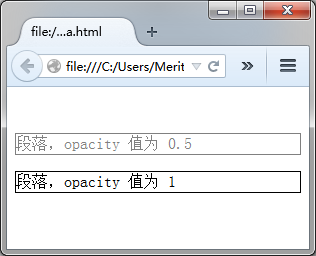 file:/...a.html
file:///C:/Users/Merit
段落，opacity 值为 0.5
段落，opacity 值为 1